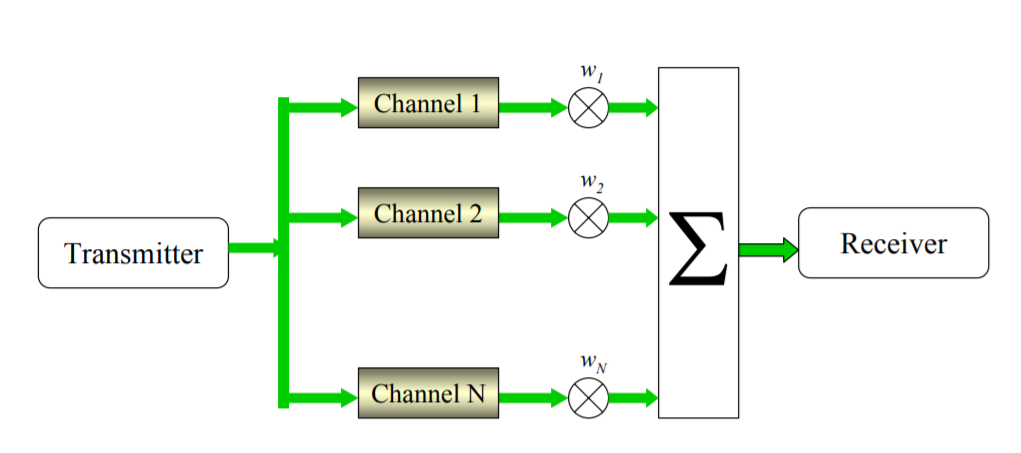 w1
Channel 1
w2
Channel 2
Transmitter
Σ
Receiver
wN
Channel N